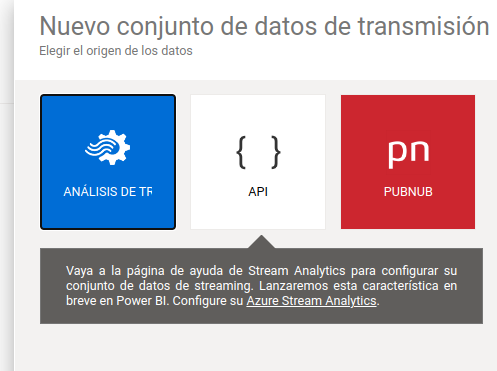 Nuevo conjunto de datos de transmisión
Elegir el origen de los datos
{ }
pn
ANÁLISIS DE TR
API
PUBNUB
Vaya a la página de ayuda de Stream Analytics para configurar su
conjunto de datos de streaming. Lanzaremos esta característica en
breve en Power BI. Configure su Azure Stream Analytics.